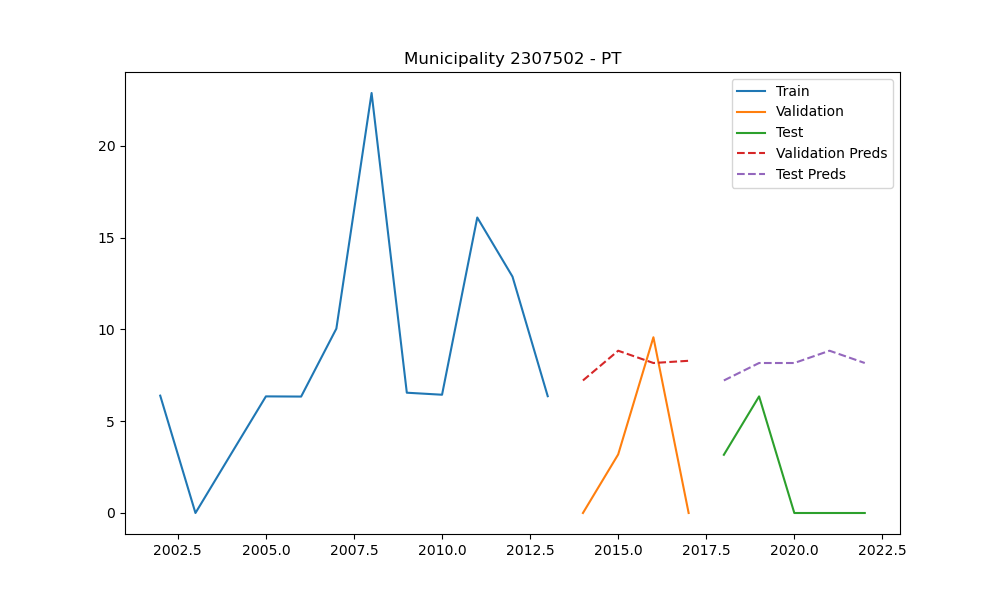 Municipality 2307502 - PT
Train
Validation
Test
Validation Preds
Test Preds
20
15
10
5
0
2002.5 2005.0 2007.5 2010.0 2012.5 2015.0 2017.5 2020.0 2022.5